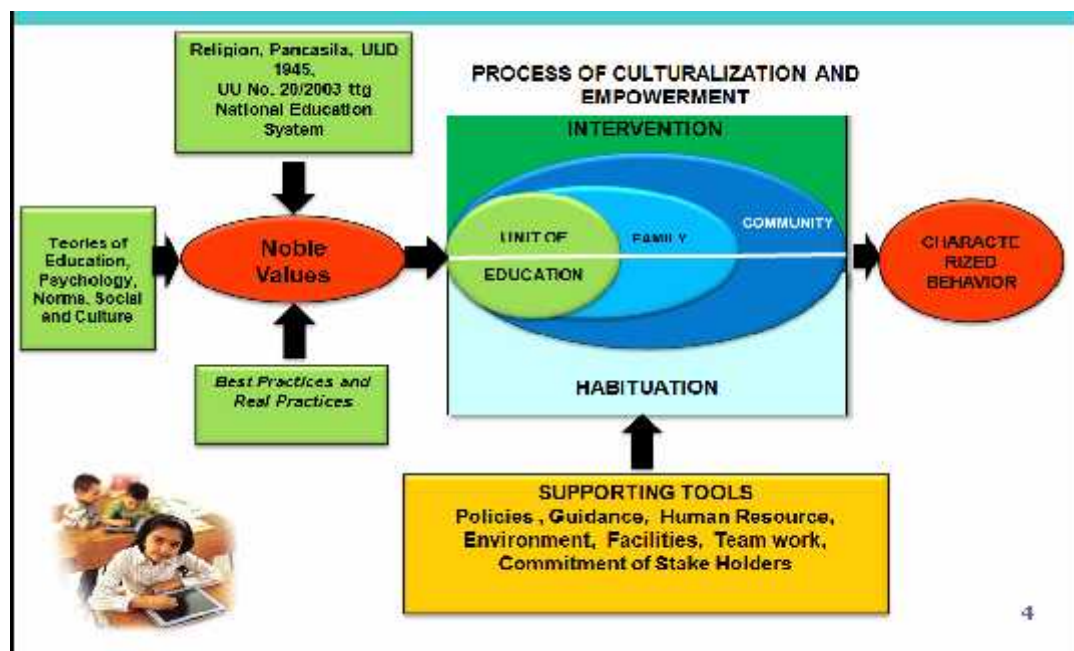 Religion, Pancasila, UUD
1945,
UU No. 20/2003 ttg
National Education
System
PROCESS OF CULTURALIZATION AND
EMPOWERMENT
INTERVENTION
Teories of
Education,
Psychology,
Norms, Social
and Culture
Noble
Values
UNIT OF
EDUCATION
FAMILY
COMMUNITY
CHARACTE
RIZED
BEHAVIOR
Best Practices and
Real Practices
HABITUATION
SUPPORTING TOOLS
Policies , Guidance, Human Resource,
Environment, Facilities, Team work,
Commitment of Stake Holders
4